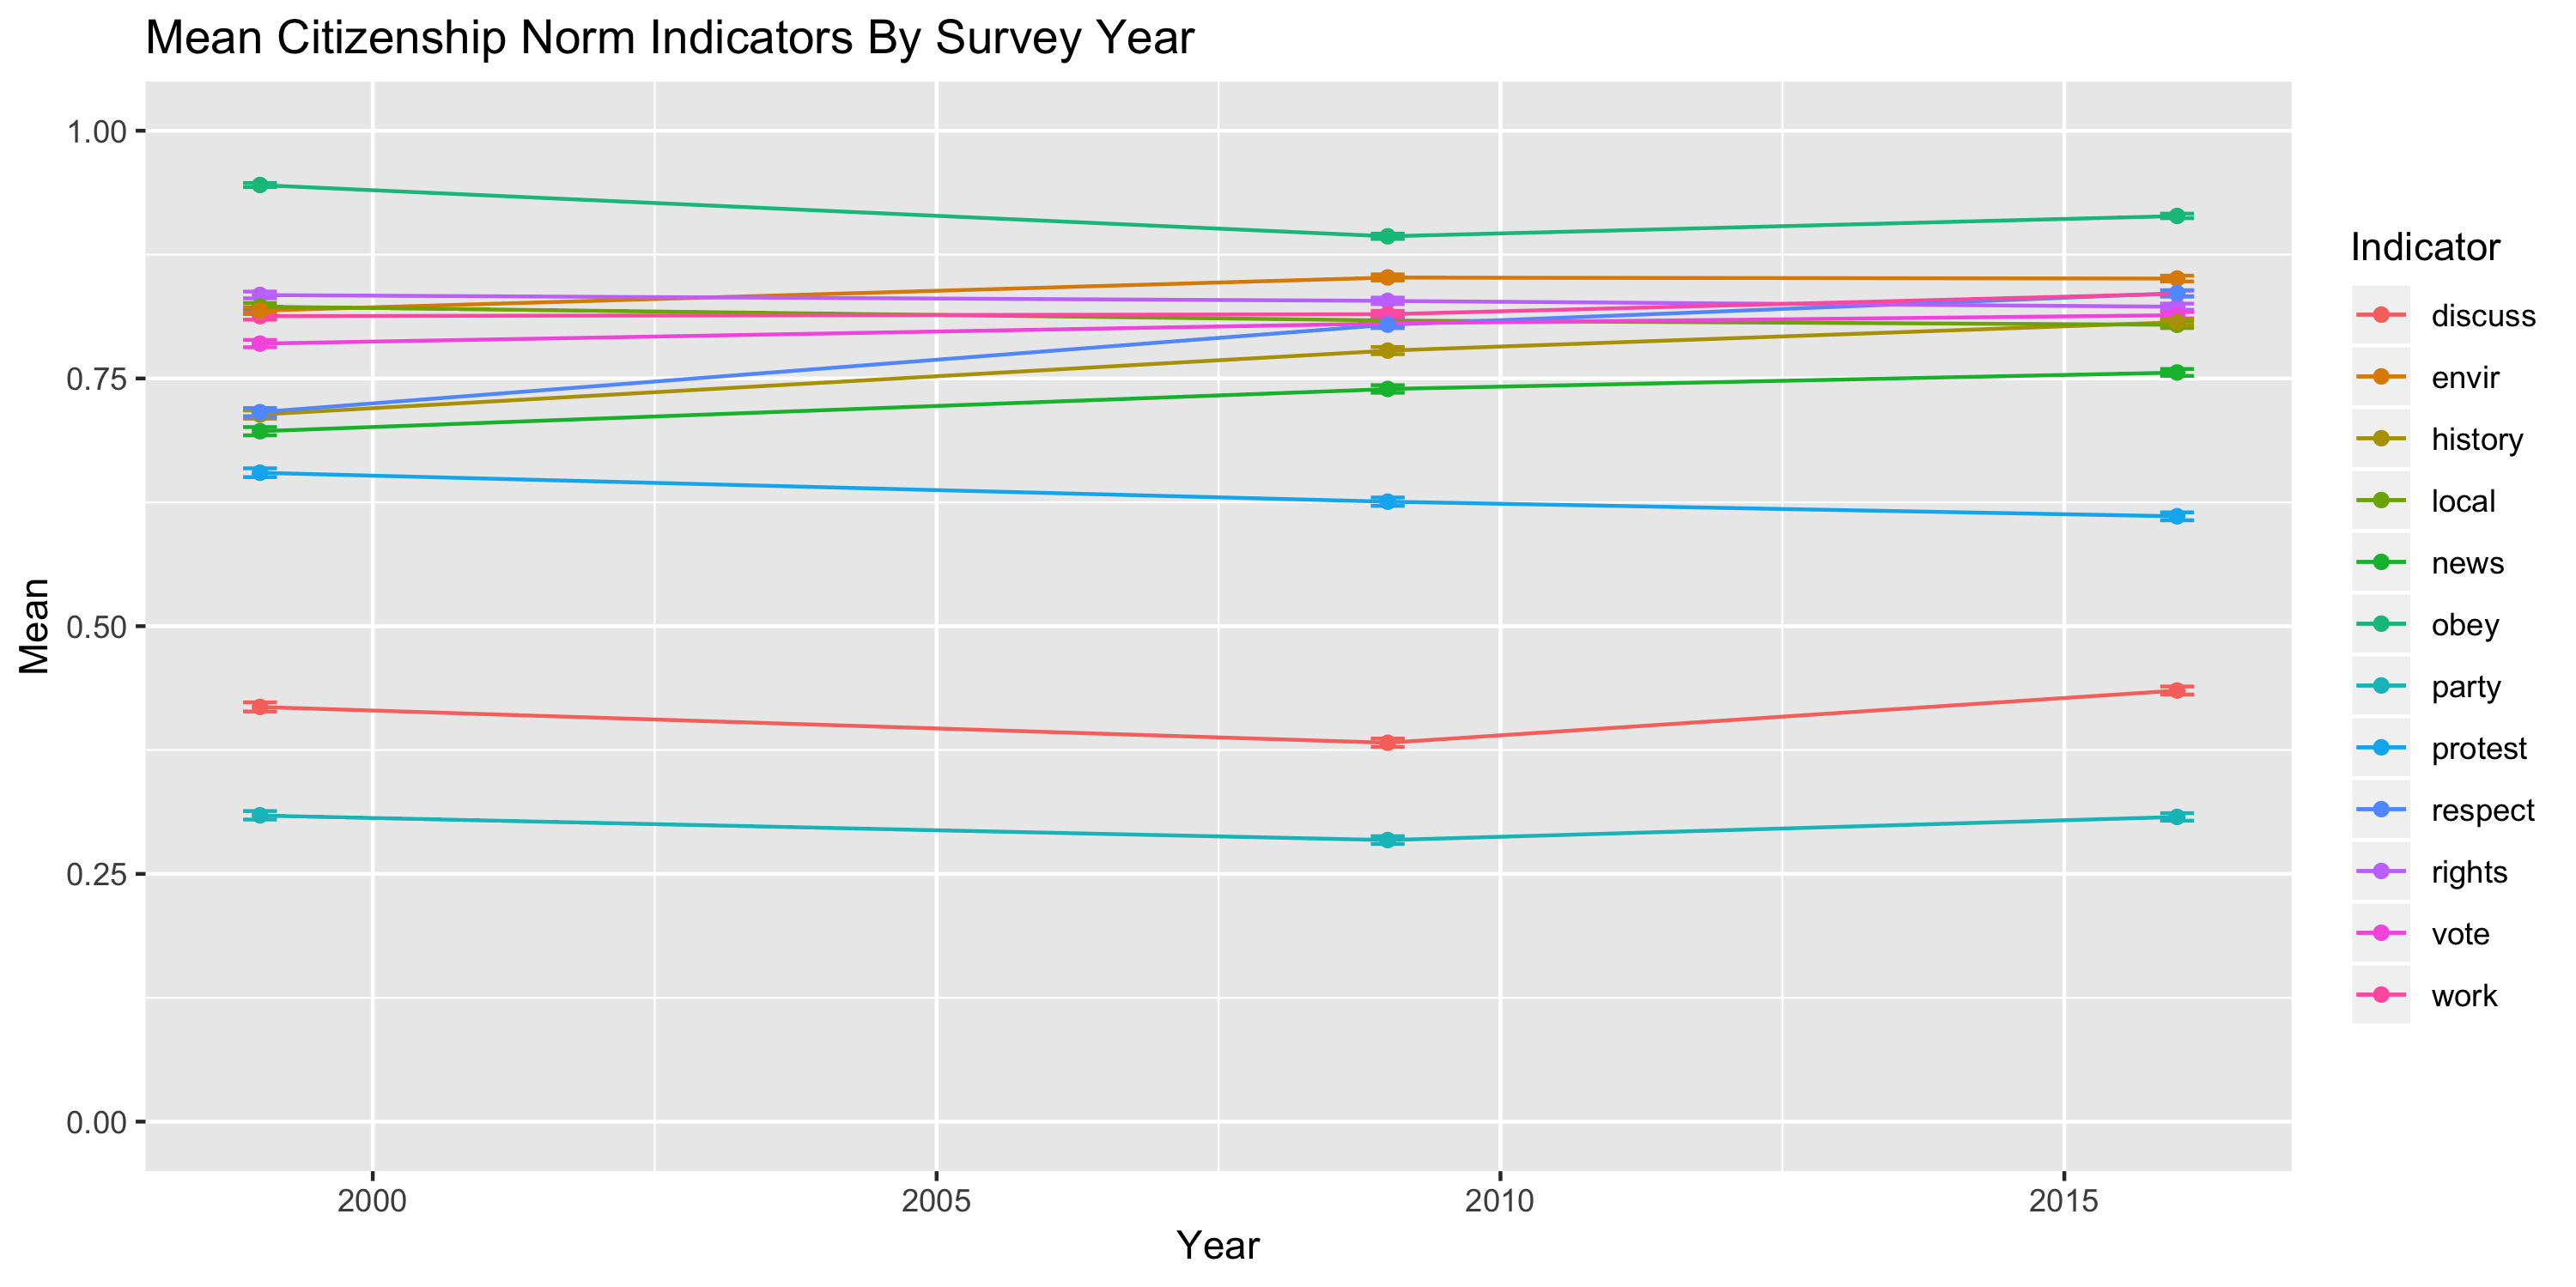 Mean Citizenship Norm Indicators By Survey Year
1.00
0.75
0.50
0.25
0.00
Mean
2000 2005 2010 2015
Year
Indicator
discuss
envir
history
local
news
obey
party
protest
respect
rights
vote
work